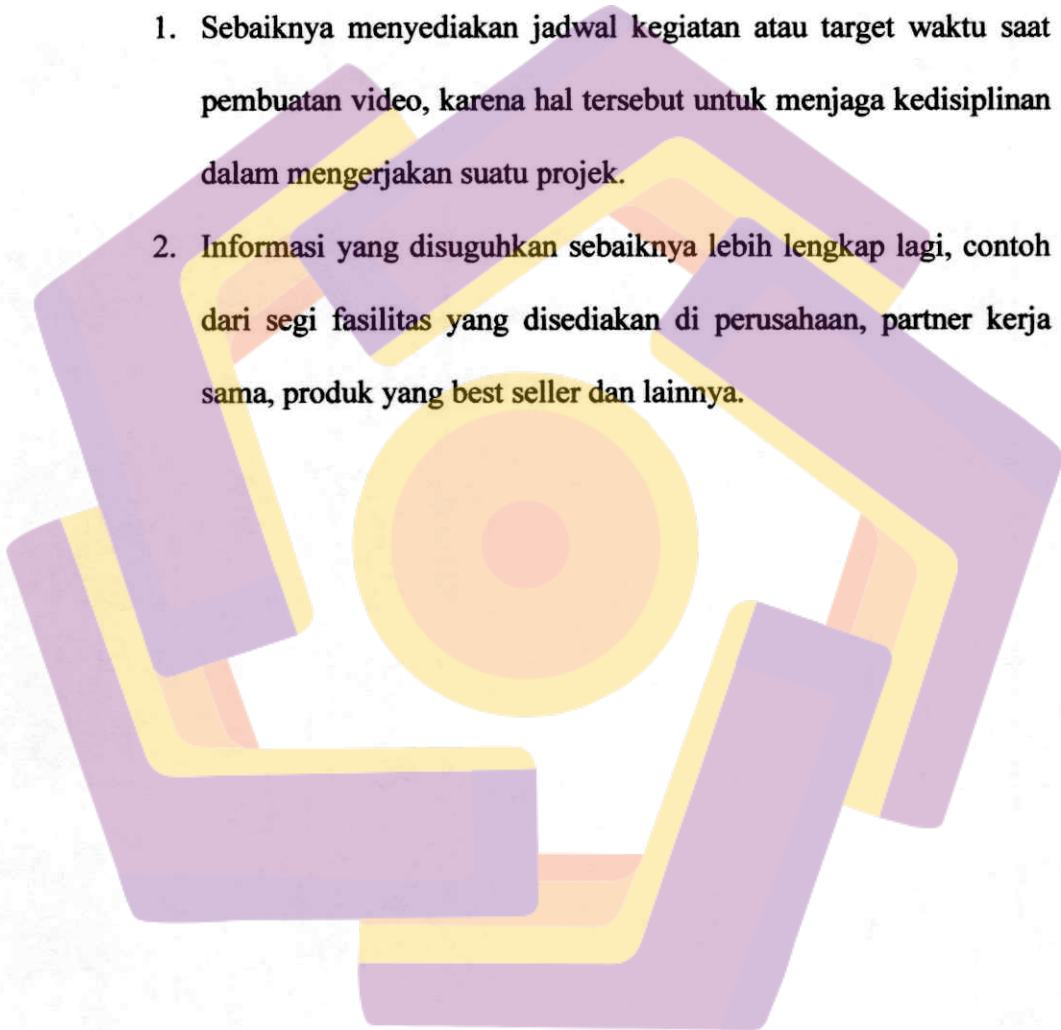 1. Sebaiknya menyediakan jadwal kegiatan atau target waktu saat
pembuatan video, karena hal tersebut untuk menjaga kedisiplinan
dalam mengerjakan suatu projek.
2. Informasi yang disuguhkan sebaiknya lebih lengkap lagi, contoh
dari segi fasilitas yang disediakan di perusahaan, partner kerja
sama, produk yang best seller dan lainnya.